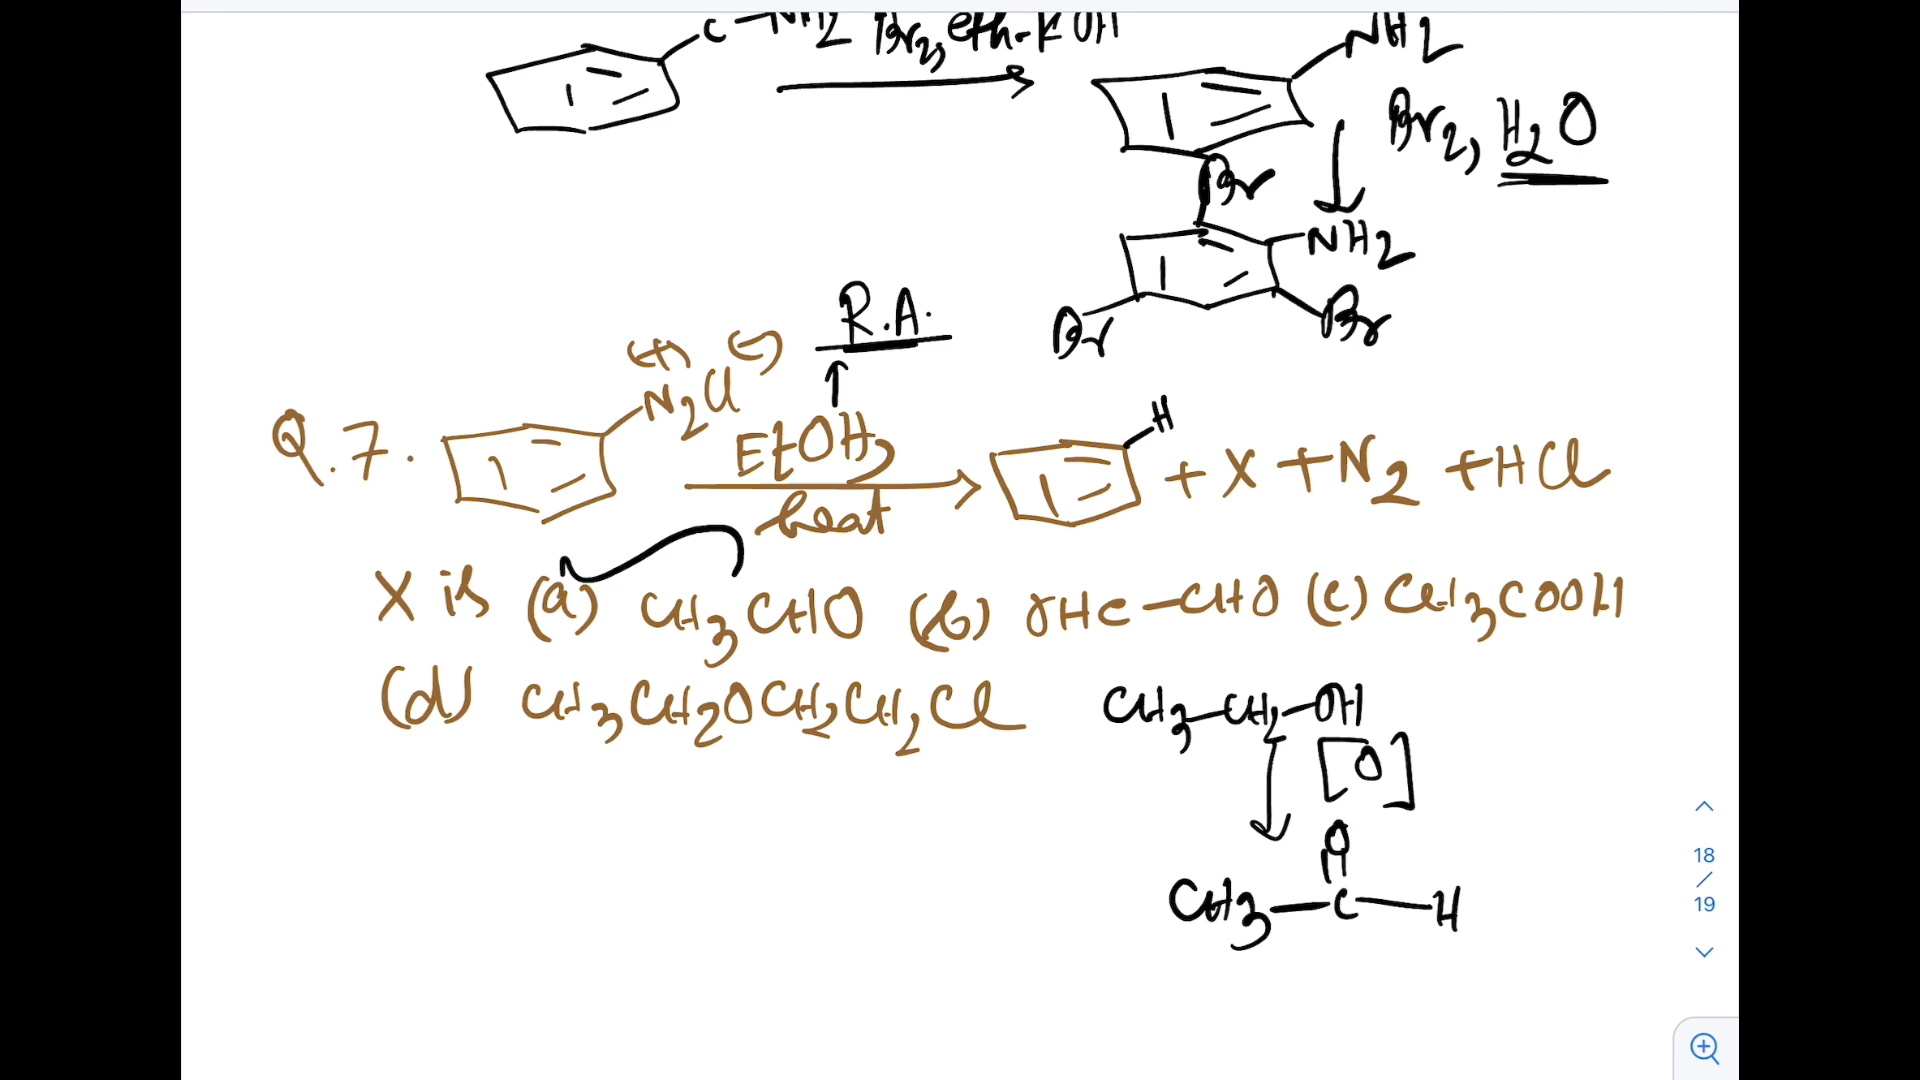 C-NH2 Br2, eth-KOH NH2
Br2, H2O
Br
NH2
Br Br
R.A.
(+) (-)
Q.7. N2Cl EtOH, heat H + X + N2 + HCl
X is (a) CH3CHO (b) OHC-CHO (c) CH3COOH
(d) CH3CH2OCH2CH2Cl CH3-CH2-OH
[O]
O
CH3-C-H
18
/
19